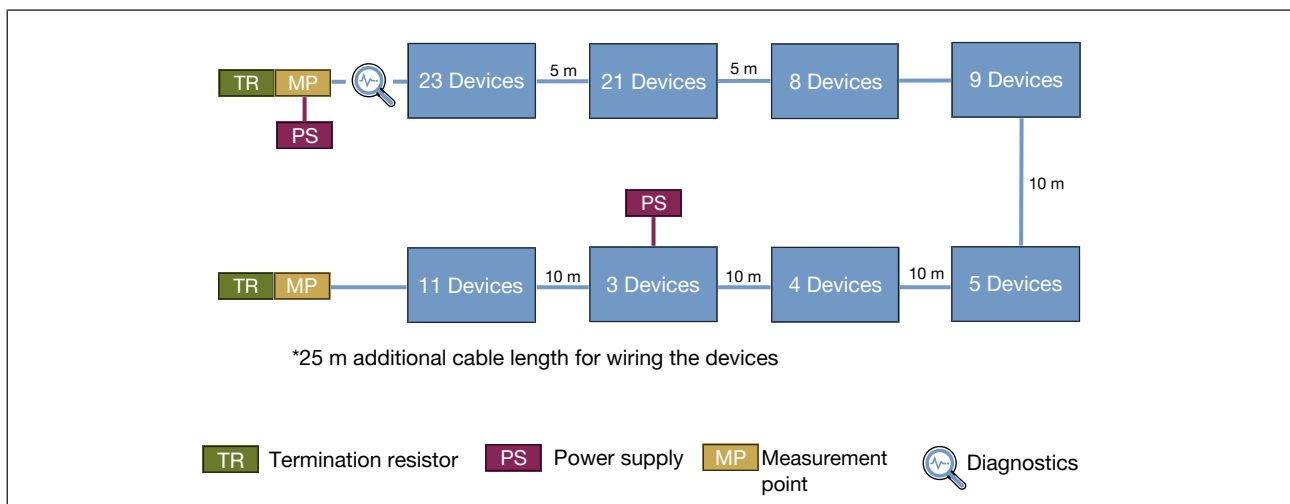 TR MP 23 Devices 5 m 21 Devices 5 m 8 Devices 9 Devices
PS
10 m
PS
TR MP 11 Devices 10 m 3 Devices 10 m 4 Devices 10 m 5 Devices
*25 m additional cable length for wiring the devices
TR Termination resistor PS Power supply MP Measurement point Diagnostics